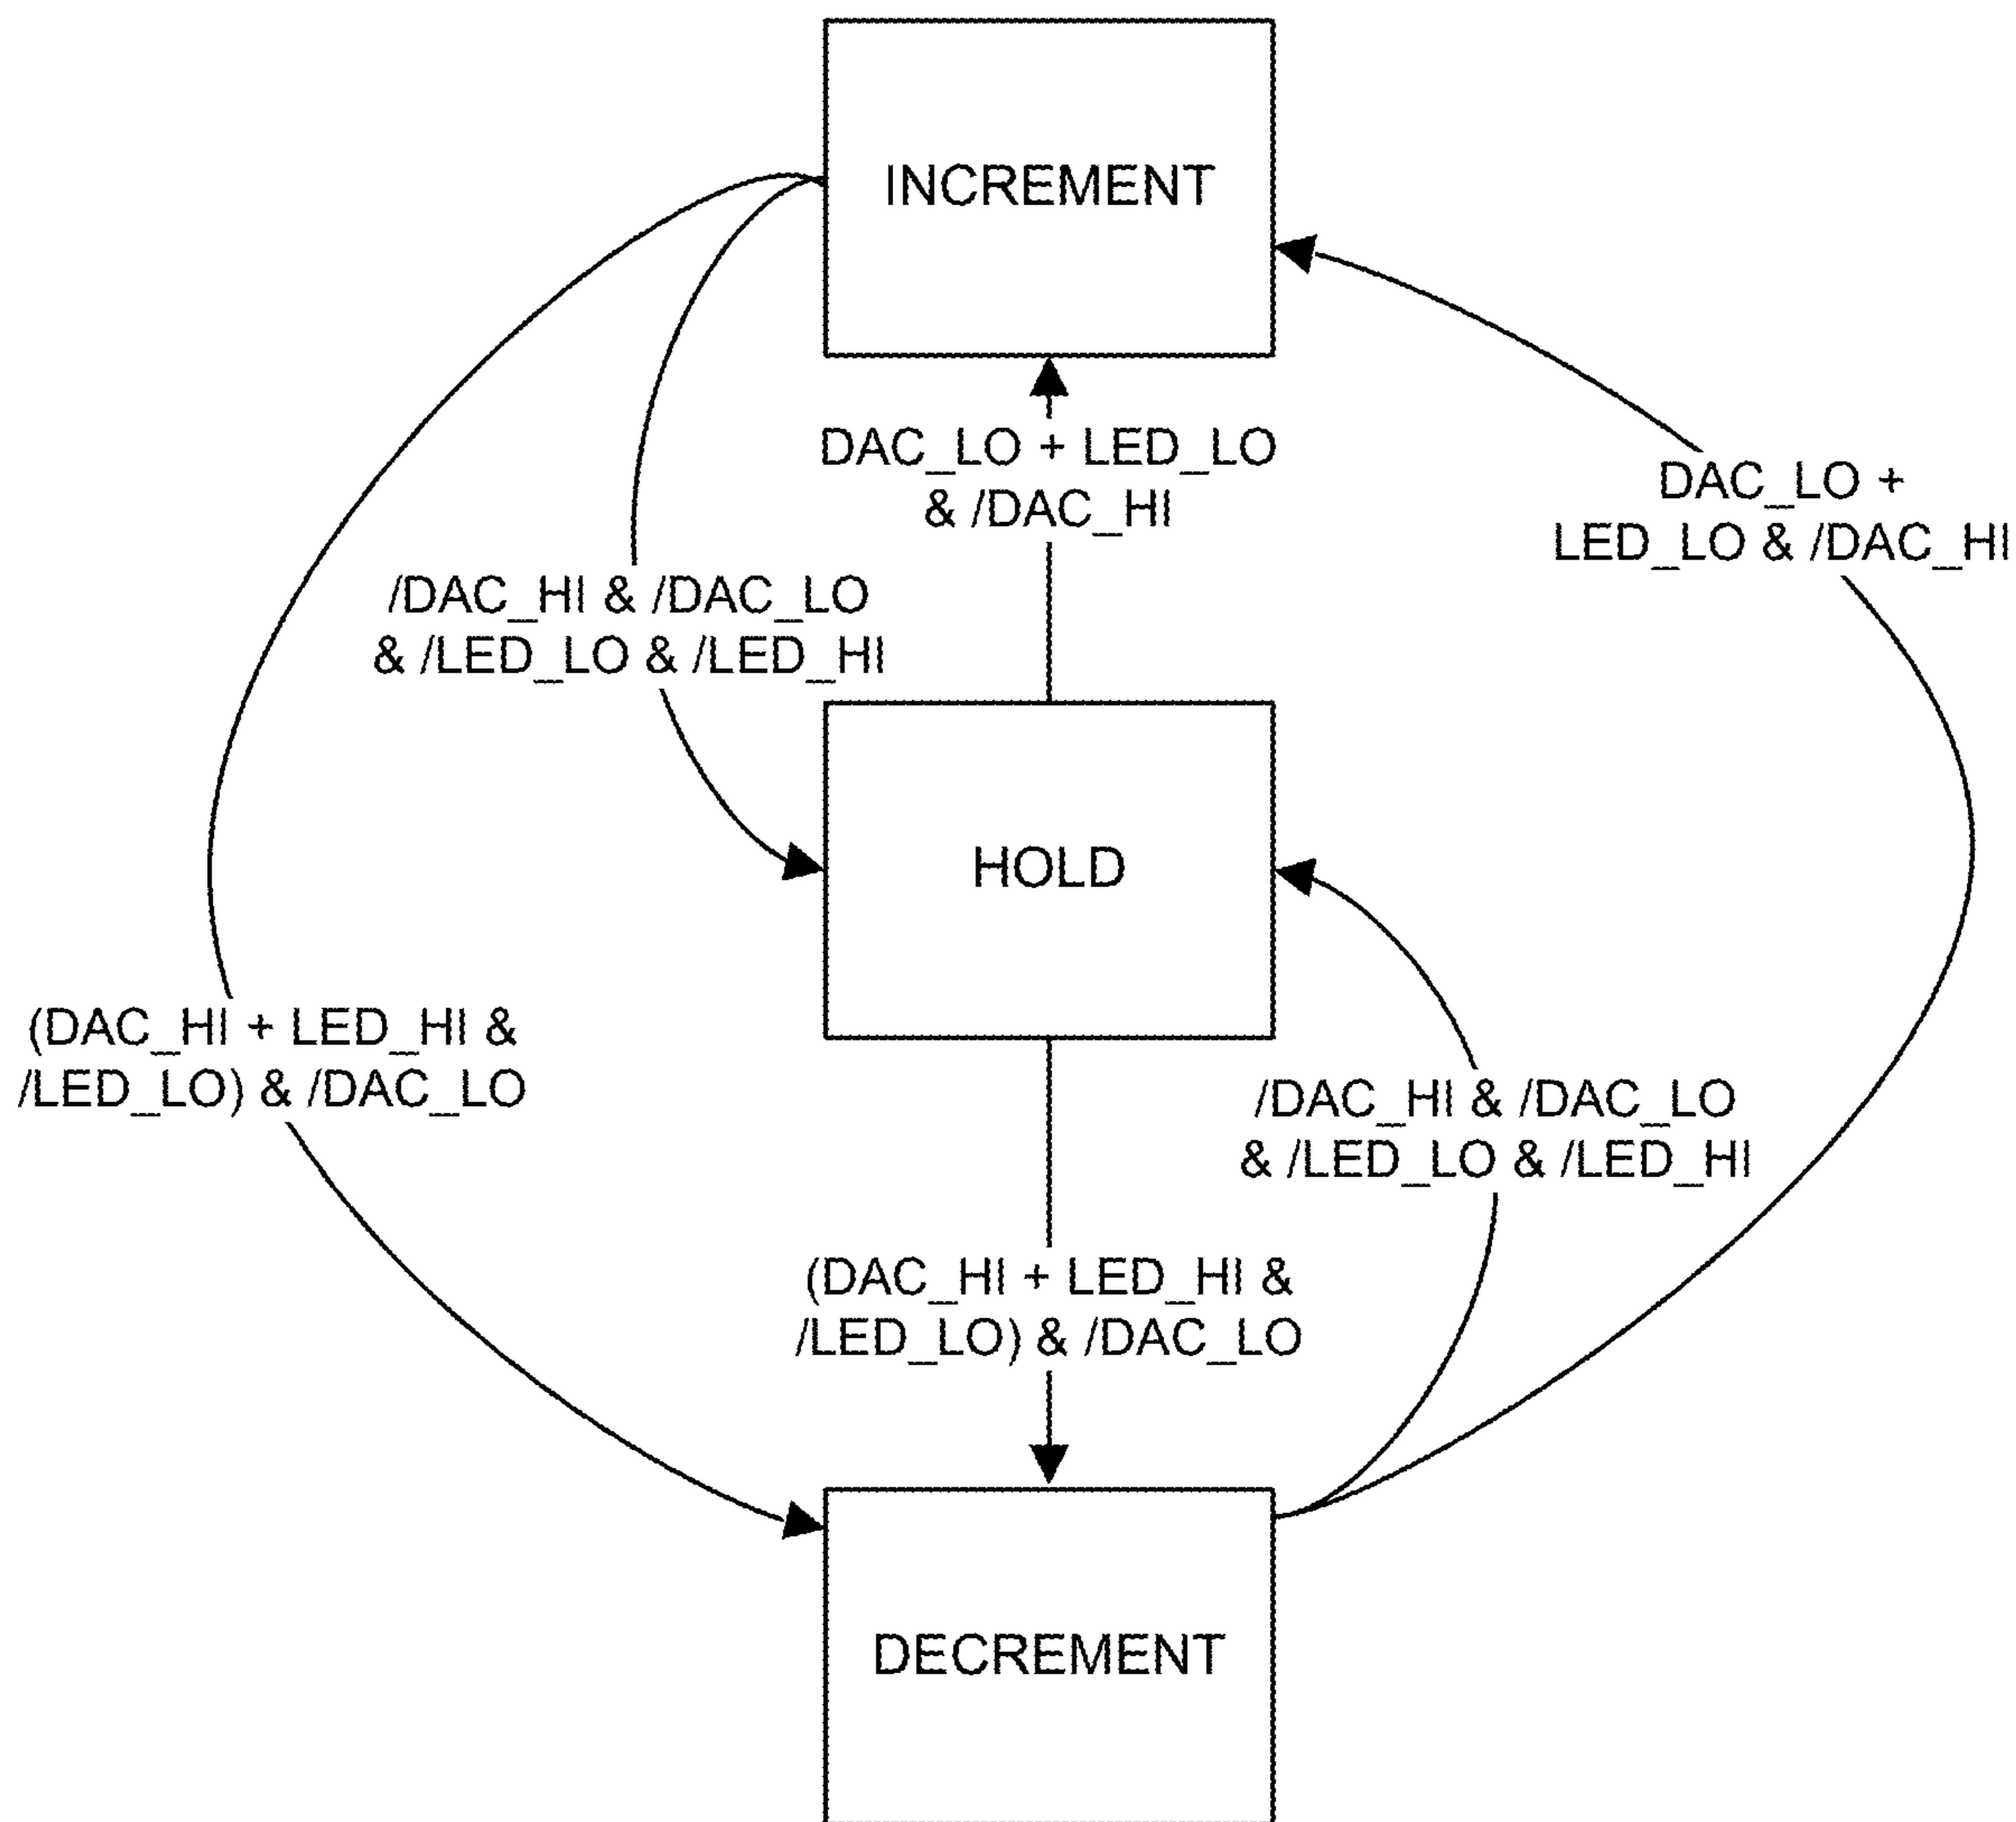 INCREMENT
DAC_LO + LED_LO
& /DAC_HI
DAC_LO +
LED_LO & /DAC_HI
/DAC_HI & /DAC_LO
& /LED_LO & /LED_HI
HOLD
(DAC_HI + LED_HI &
/LED_LO) & /DAC_LO
/DAC_HI & /DAC_LO
& /LED_LO & /LED_HI
(DAC_HI + LED_HI &
/LED_LO) & /DAC_LO
DECREMENT